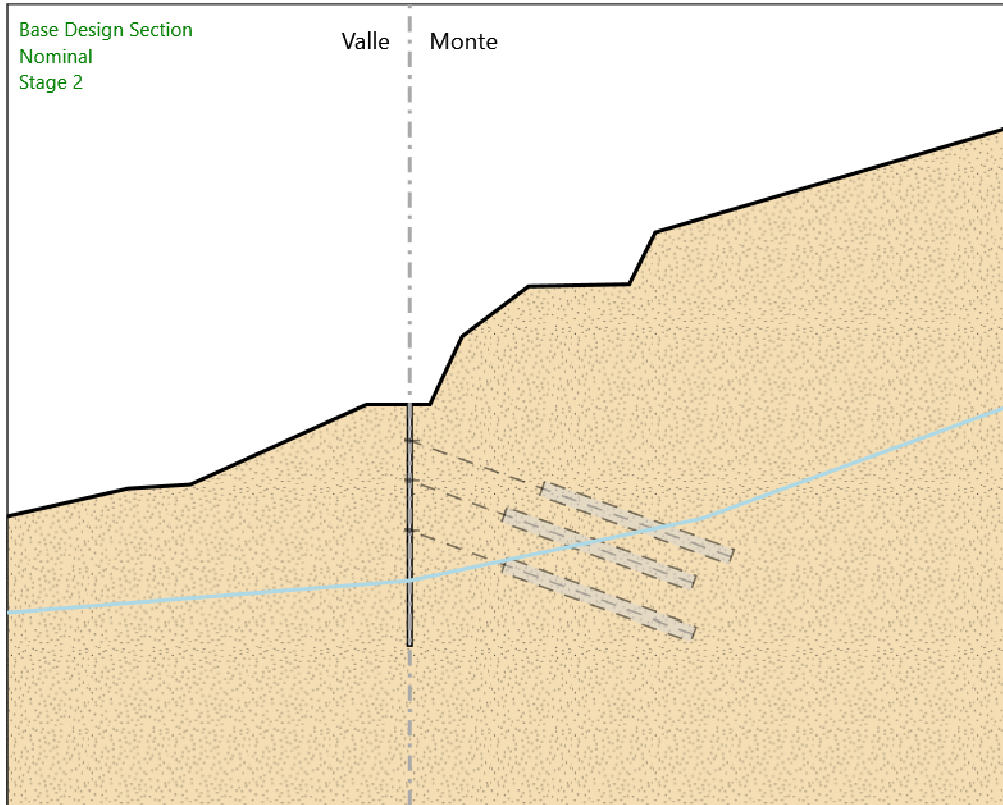 Base Design Section
Nominal
Stage 2
Valle
Monte